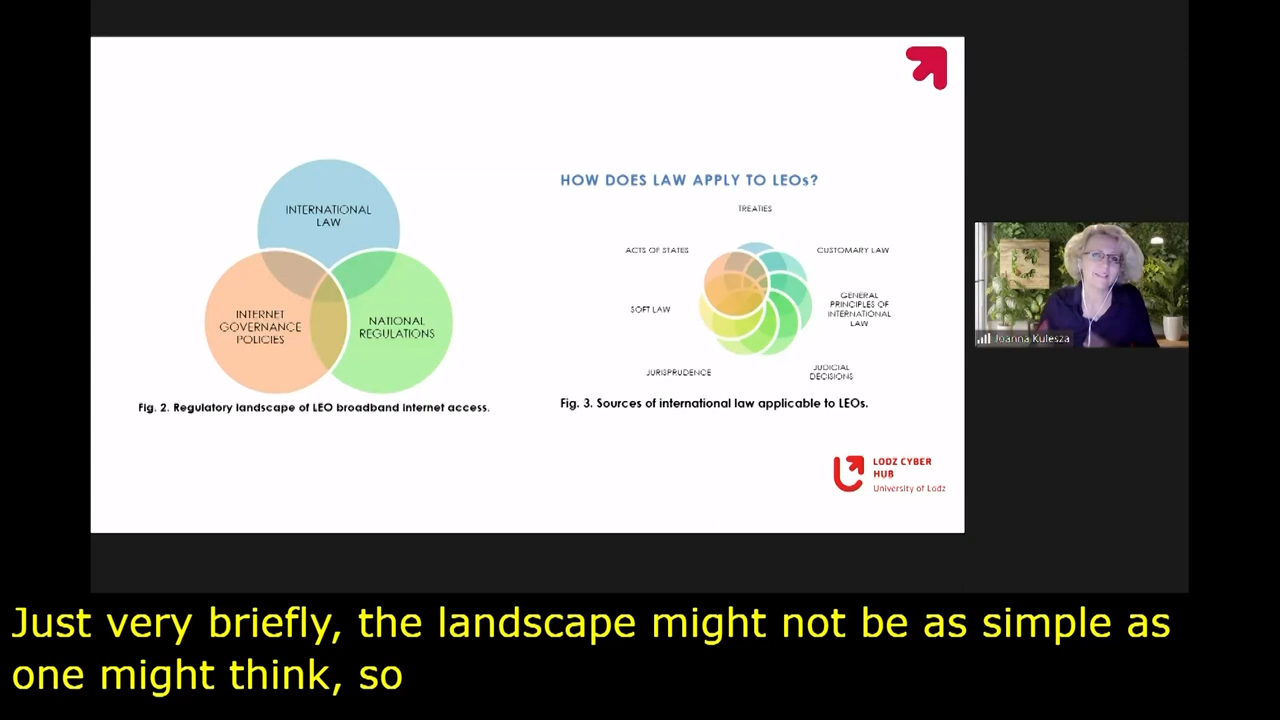 INTERNATIONAL
LAW
INTERNET
GOVERNANCE
POLICIES
NATIONAL
REGULATIONS
Fig. 2. Regulatory landscape of LEO broadband internet access.
HOW DOES LAW APPLY TO LEOs?
TREATIES
ACTS OF STATES
CUSTOMARY LAW
SOFT LAW
GENERAL
PRINCIPLES OF
INTERNATIONAL
LAW
JURISPRUDENCE
JUDICIAL
DECISIONS
Fig. 3. Sources of international law applicable to LEOs.
LODZ CYBER
HUB
University of Lodz
Joanna Kulesza
Just very briefly, the landscape might not be as simple as
one might think, so